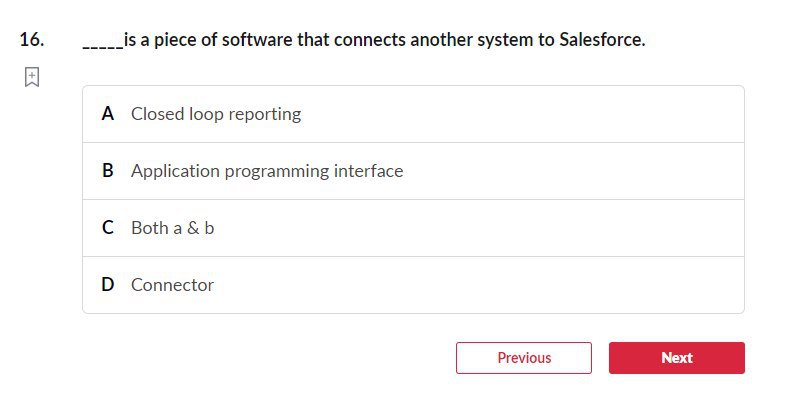 16. _____is a piece of software that connects another system to Salesforce.
A Closed loop reporting
B Application programming interface
C Both a & b
D Connector
Previous Next